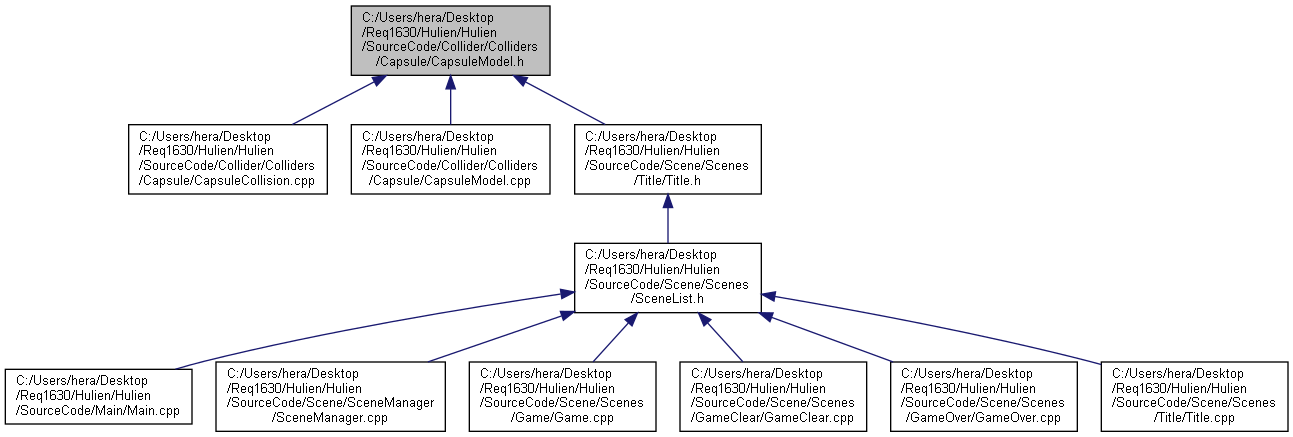 C:/Users/hera/Desktop
/Req1630/Hulien/Hulien
/SourceCode/Collider/Colliders
/Capsule/CapsuleModel.h
C:/Users/hera/Desktop
/Req1630/Hulien/Hulien
/SourceCode/Collider/Colliders
/Capsule/CapsuleCollision.cpp
C:/Users/hera/Desktop
/Req1630/Hulien/Hulien
/SourceCode/Collider/Colliders
/Capsule/CapsuleModel.cpp
C:/Users/hera/Desktop
/Req1630/Hulien/Hulien
/SourceCode/Scene/Scenes
/Title/Title.h
C:/Users/hera/Desktop
/Req1630/Hulien/Hulien
/SourceCode/Scene/Scenes
/SceneList.h
C:/Users/hera/Desktop
/Req1630/Hulien/Hulien
/SourceCode/Main/Main.cpp
C:/Users/hera/Desktop
/Req1630/Hulien/Hulien
/SourceCode/Scene/SceneManager
/SceneManager.cpp
C:/Users/hera/Desktop
/Req1630/Hulien/Hulien
/SourceCode/Scene/Scenes
/Game/Game.cpp
C:/Users/hera/Desktop
/Req1630/Hulien/Hulien
/SourceCode/Scene/Scenes
/GameClear/GameClear.cpp
C:/Users/hera/Desktop
/Req1630/Hulien/Hulien
/SourceCode/Scene/Scenes
/GameOver/GameOver.cpp
C:/Users/hera/Desktop
/Req1630/Hulien/Hulien
/SourceCode/Scene/Scenes
/Title/Title.cpp